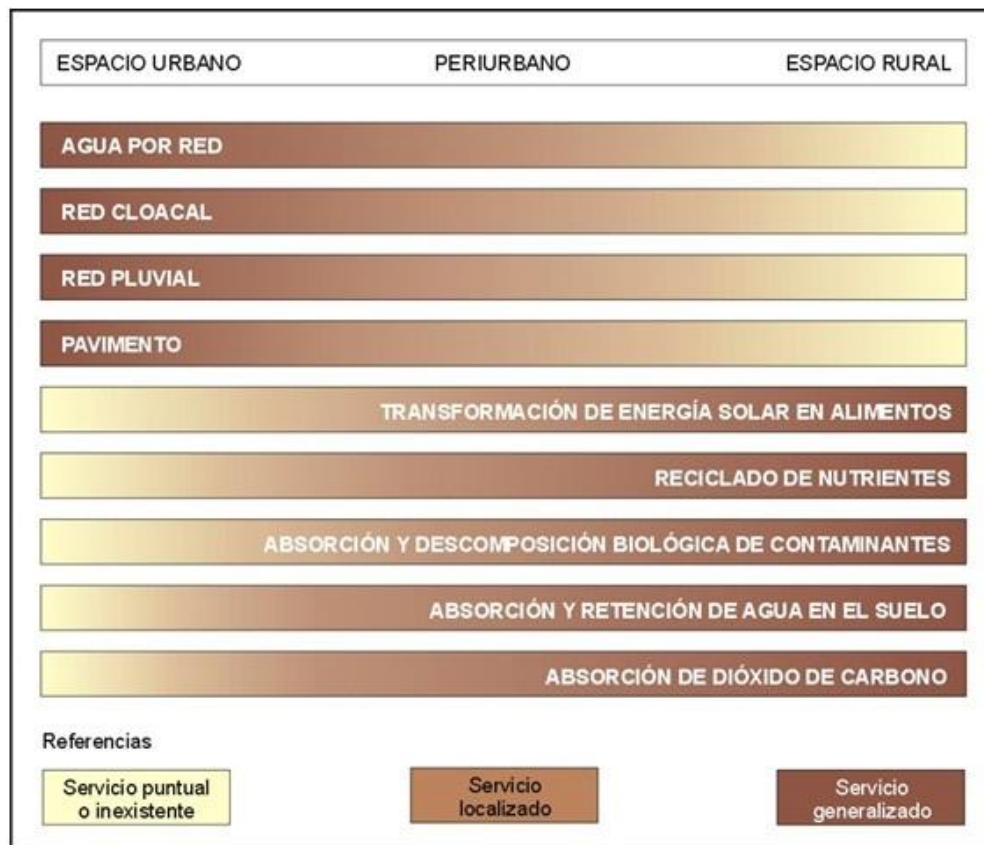 ESPACIO URBANO PERIURBANO ESPACIO RURAL
AGUA POR RED
RED CLOACAL
RED PLUVIAL
PAVIMENTO
TRANSFORMACIÓN DE ENERGÍA SOLAR EN ALIMENTOS
RECICLADO DE NUTRIENTES
ABSORCIÓN Y DESCOMPOSICIÓN BIOLÓGICA DE CONTAMINANTES
ABSORCIÓN Y RETENCIÓN DE AGUA EN EL SUELO
ABSORCIÓN DE DIÓXIDO DE CARBONO
Referencias
Servicio puntual
o inexistente
Servicio
localizado
Servicio
generalizado